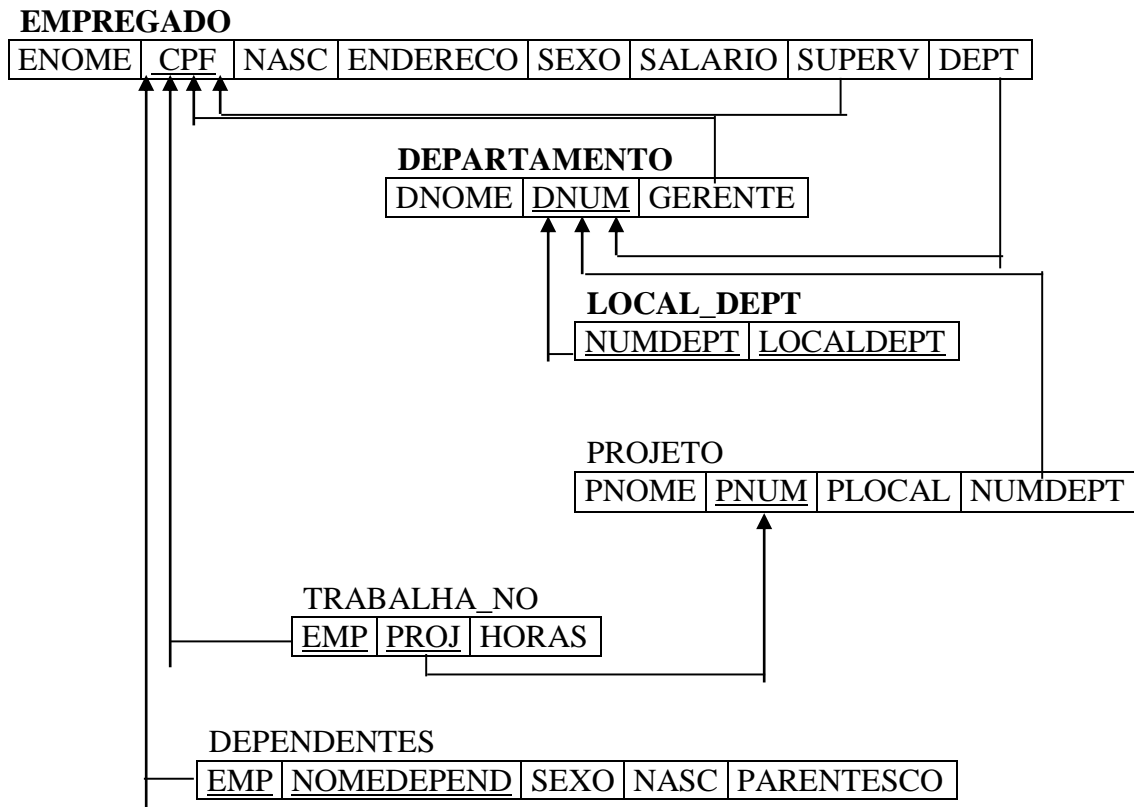 EMPREGADO
ENOME CPF NASC ENDERECO SEXO SALARIO SUPERV DEPT
DEPARTAMENTO
DNOME DNUM GERENTE
LOCAL_DEPT
NUMDEPT LOCALDEPT
PROJETO
PNOME PNUM PLOCAL NUMDEPT
TRABALHA_NO
EMP PROJ HORAS
DEPENDENTES
EMP NOMEDEPEND SEXO NASC PARENTESCO